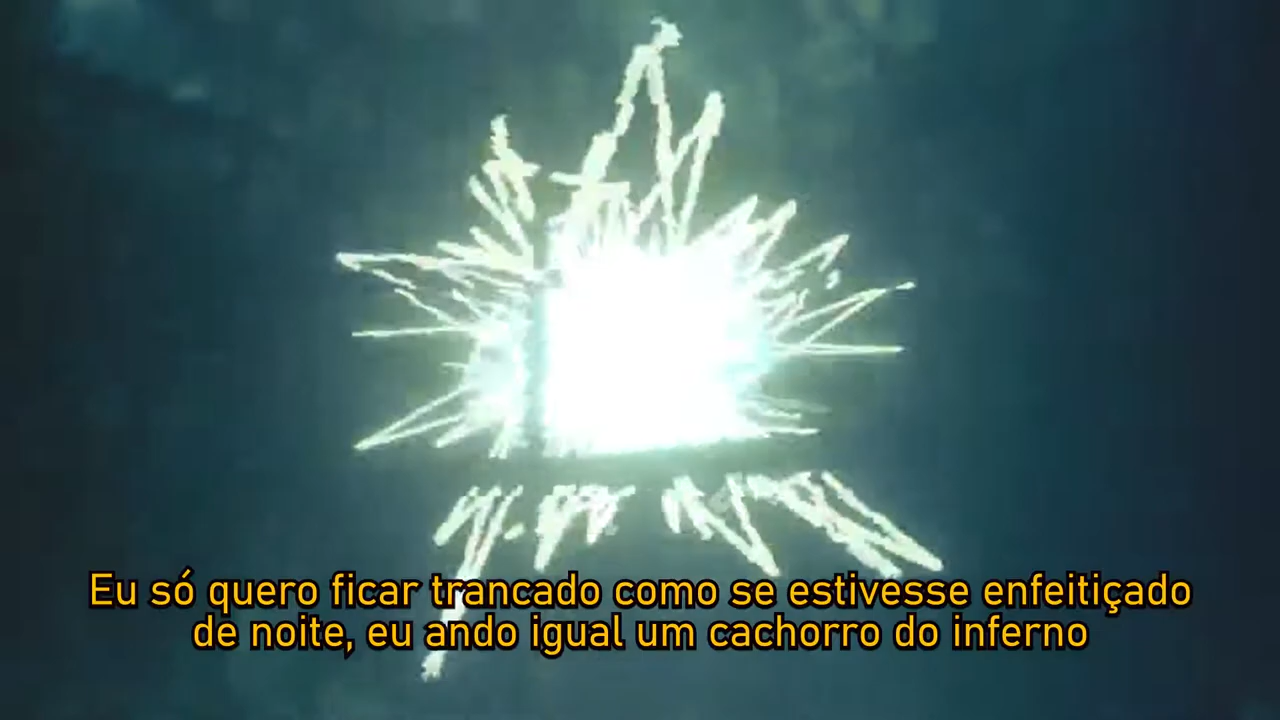 Eu só quero ficar trancado como se estivesse enfeitiçado
de noite, eu ando igual um cachorro do inferno